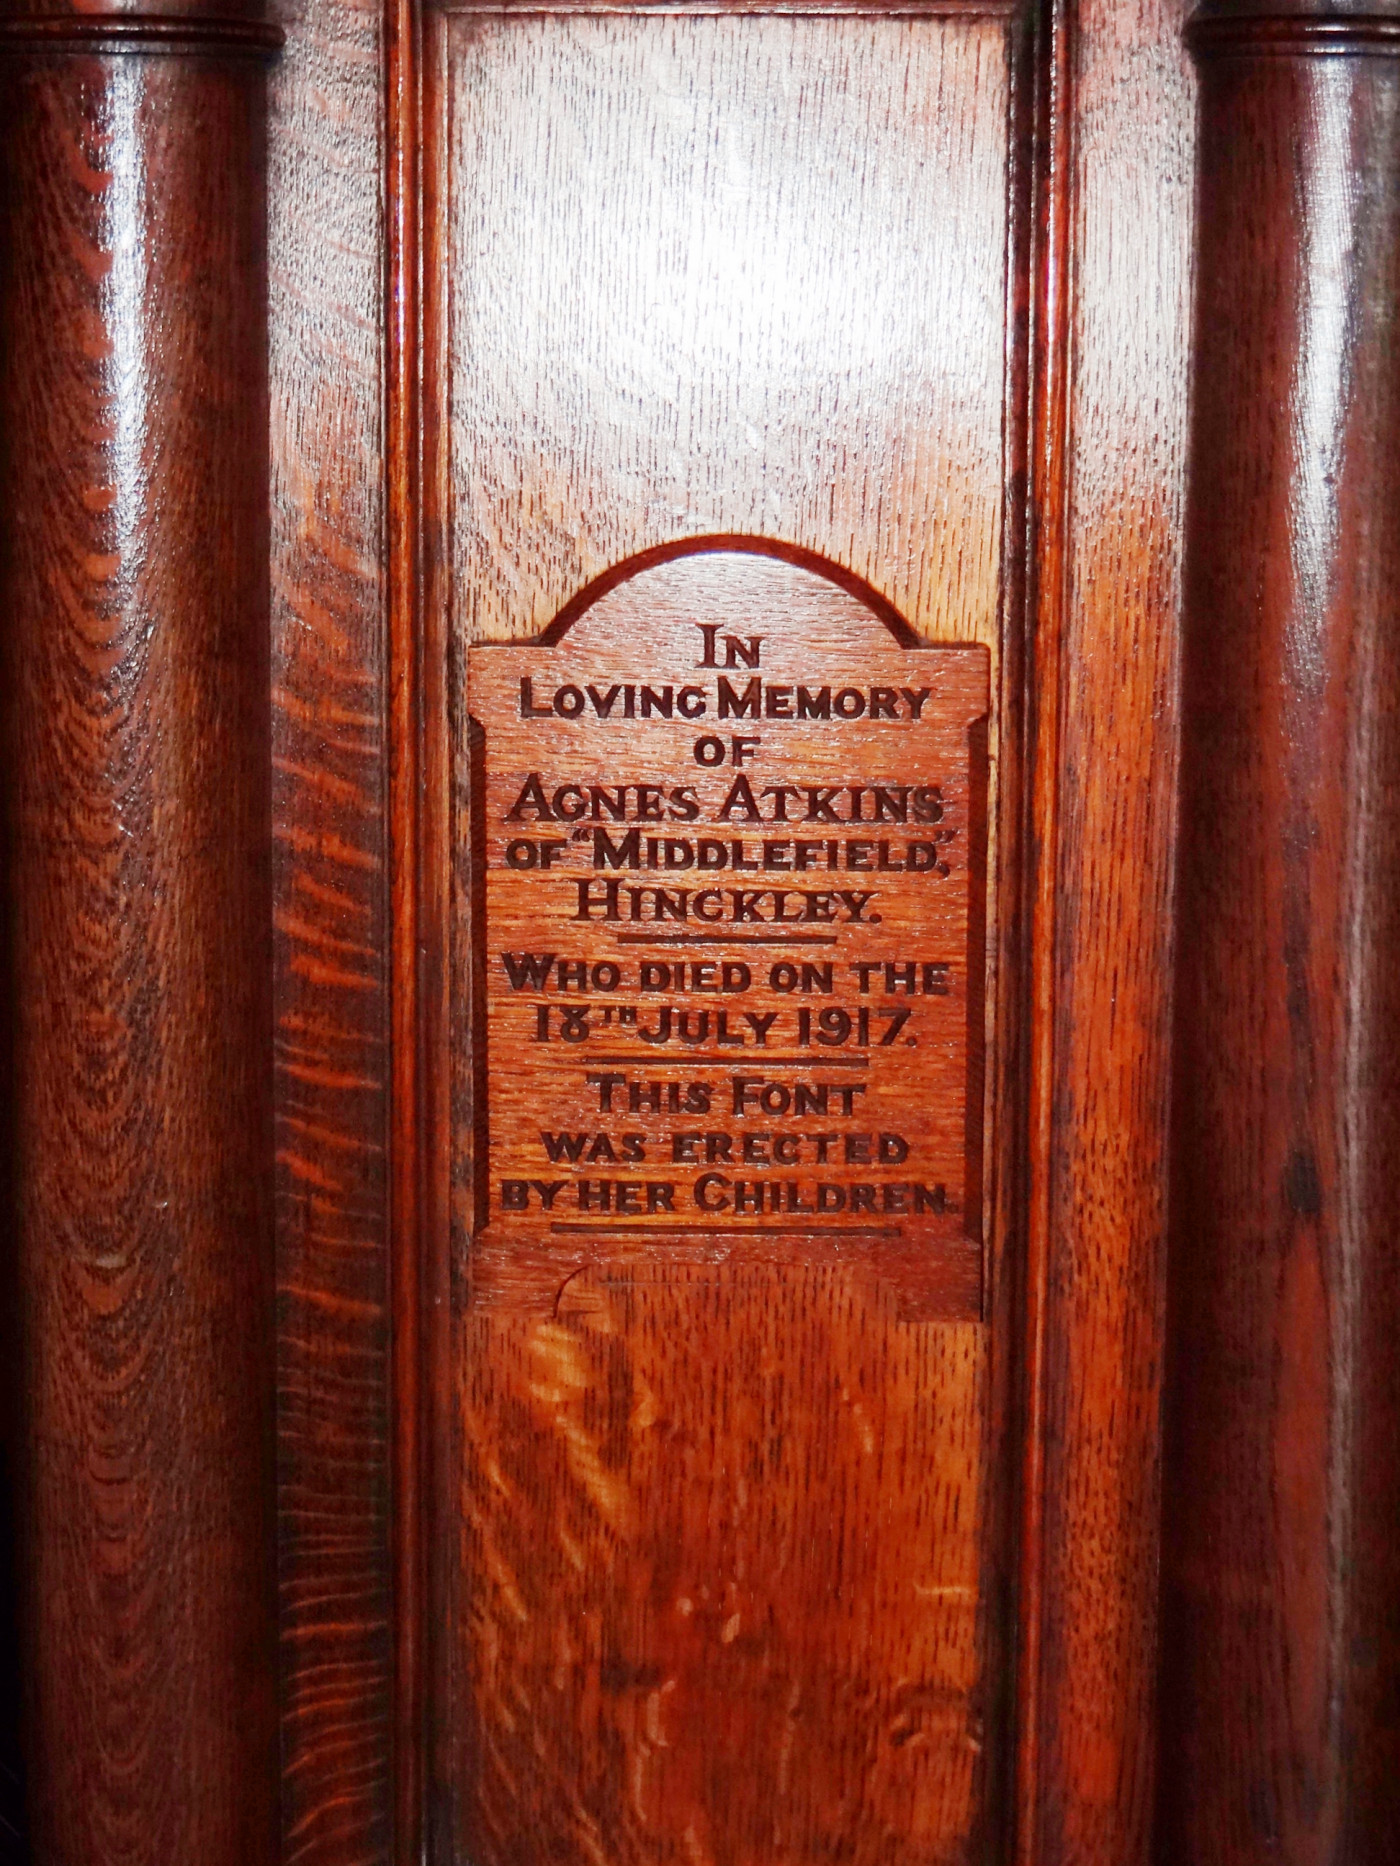 In
Loving Memory
of
Agnes Atkins
of "Middlefield,"
Hinckley.
Who died on the
18th July 1917.
This Font
was erected
by her Children.